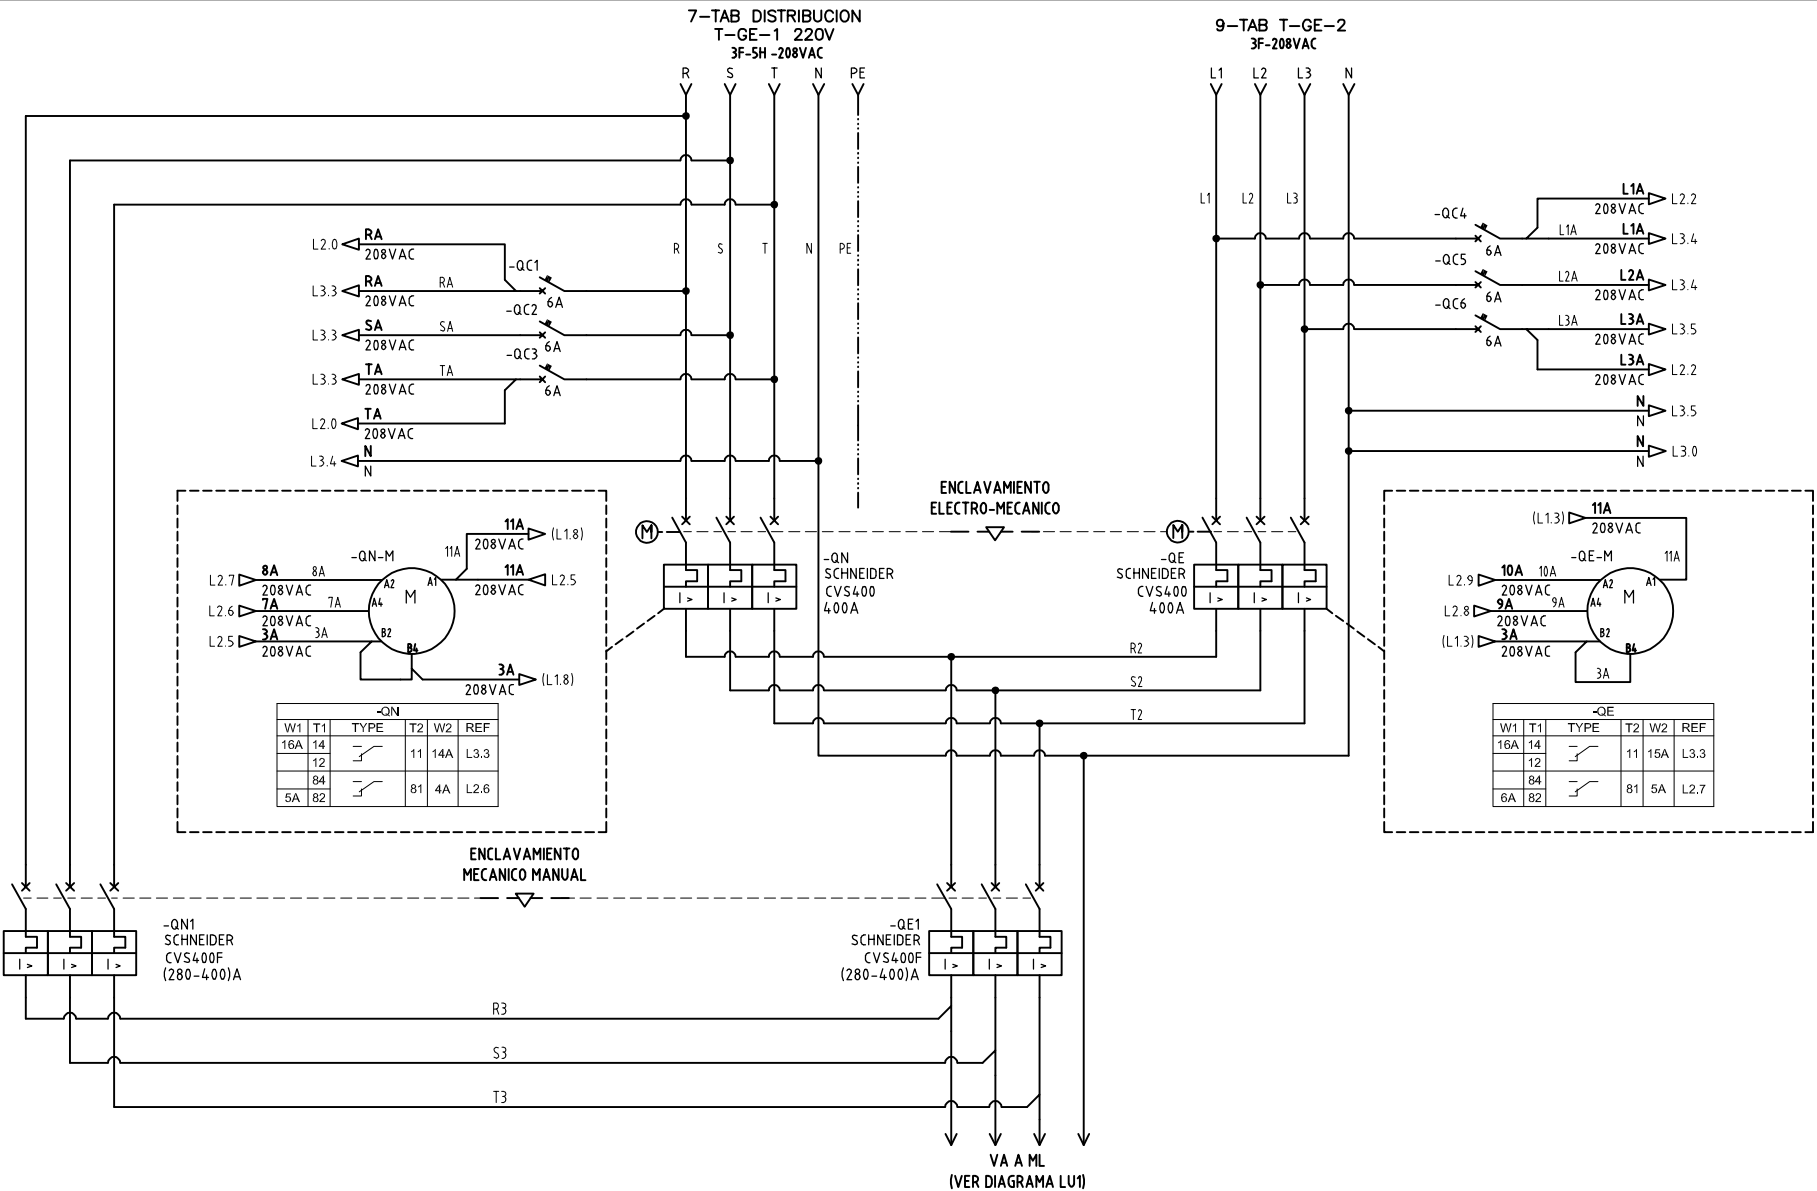 7-TAB DISTRIBUCION
T-GE-1 220V
3F-5H -208VAC
R S T N PE
9-TAB T-GE-2
3F-208VAC
L1 L2 L3 N
L1 L2 L3
R S T N PE
L2.0 RA
208VAC
L3.3 RA RA
208VAC
-QC1
6A
L3.3 SA SA
208VAC
-QC2
6A
L3.3 TA TA
208VAC
-QC3
6A
L2.0 TA
208VAC
L3.4 N
N
L1A L2.2
208VAC
-QC4
6A
L1A L1A L3.4
208VAC
-QC5
6A
L2A L2A L3.4
208VAC
-QC6
6A
L3A L3A L3.5
208VAC
L3A L2.2
208VAC
N L3.5
N
N L3.0
N
ENCLAVAMIENTO
ELECTRO-MECANICO
M M
-QN
SCHNEIDER
CVS400
400A
I > I > I >
-QE
SCHNEIDER
CVS400
400A
I > I > I >
11A (L1.8)
208VAC
11A
-QN-M
L2.7 8A 8A
208VAC
L2.6 7A 7A
208VAC
L2.5 3A 3A
208VAC
A2 A1
A4 M
B2
B4
11A L2.5
208VAC
3A (L1.8)
208VAC
-QN
W1 T1 TYPE T2 W2 REF
16A 14 11 14A L3.3
12
84 81 4A L2.6
5A 82
(L1.3) 11A
208VAC
11A
-QE-M
L2.9 10A 10A
208VAC
L2.8 9A 9A
208VAC
(L1.3) 3A
208VAC
A2 A1
A4 M
B2
B4
3A
-QE
W1 T1 TYPE T2 W2 REF
16A 14 11 15A L3.3
12
84 81 5A L2.7
6A 82
R2
S2
T2
ENCLAVAMIENTO
MECANICO MANUAL
-QN1
SCHNEIDER
CVS400F
(280-400)A
I > I > I >
-QE1
SCHNEIDER
CVS400F
(280-400)A
I > I > I >
R3
S3
T3
VA A ML
(VER DIAGRAMA LU1)